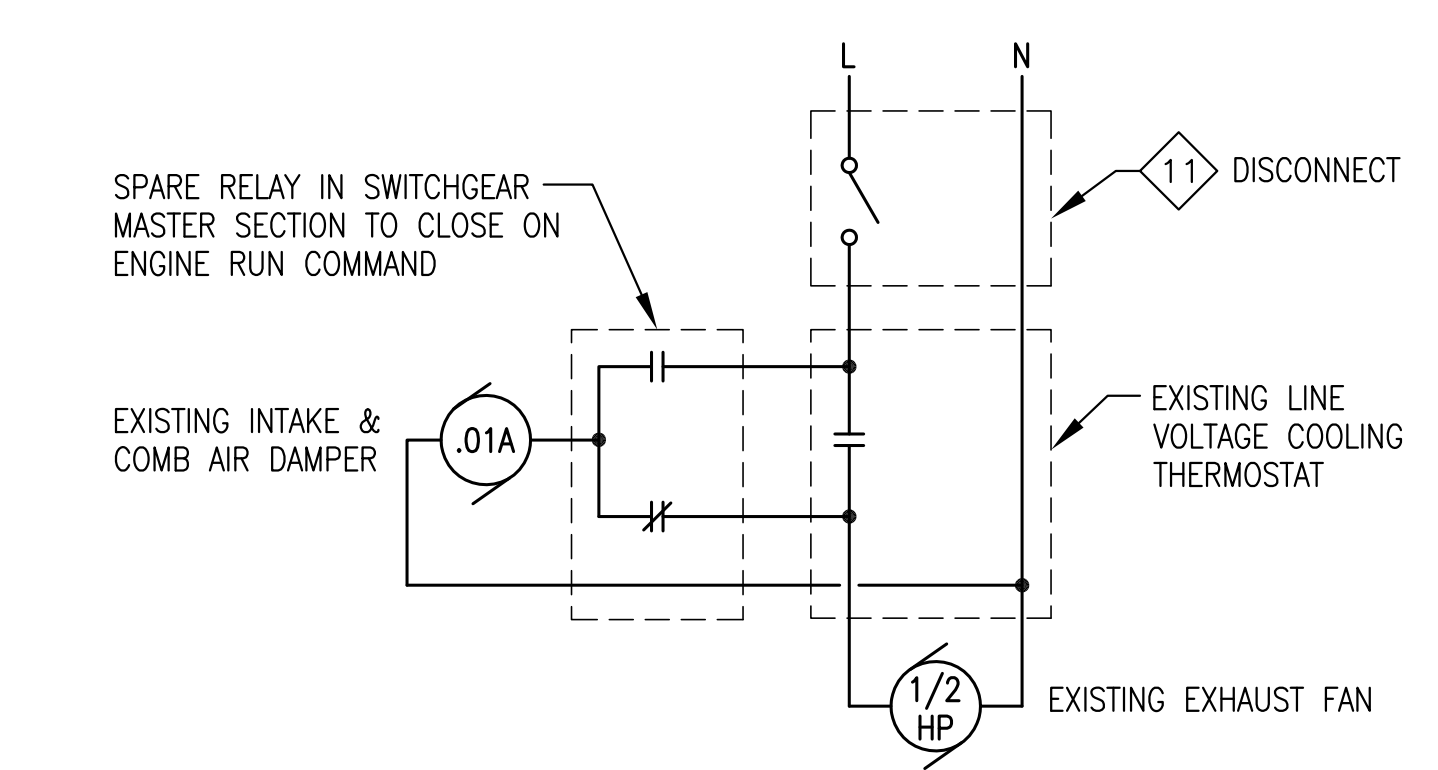 L
N
11
DISCONNECT
SPARE RELAY IN SWITCHGEAR
MASTER SECTION TO CLOSE ON
ENGINE RUN COMMAND
EXISTING INTAKE &
COMB AIR DAMPER
.01A
EXISTING LINE
VOLTAGE COOLING
THERMOSTAT
1/2
HP
EXISTING EXHAUST FAN